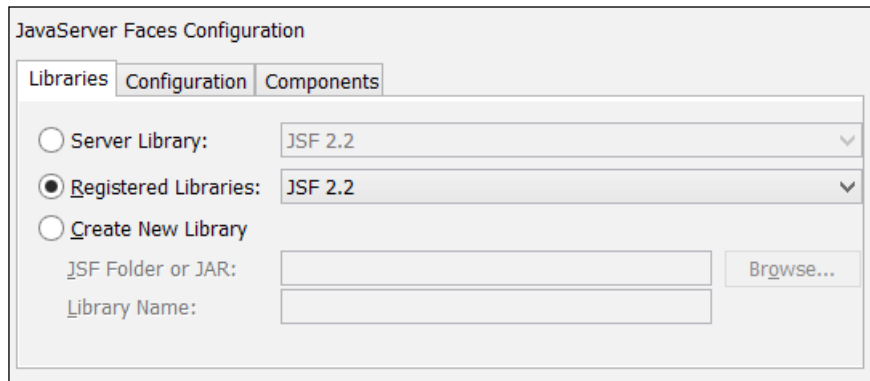 JavaServer Faces Configuration
Libraries Configuration Components
Server Library: JSF 2.2
Registered Libraries: JSF 2.2
Create New Library
JSF Folder or JAR: Browse...
Library Name: